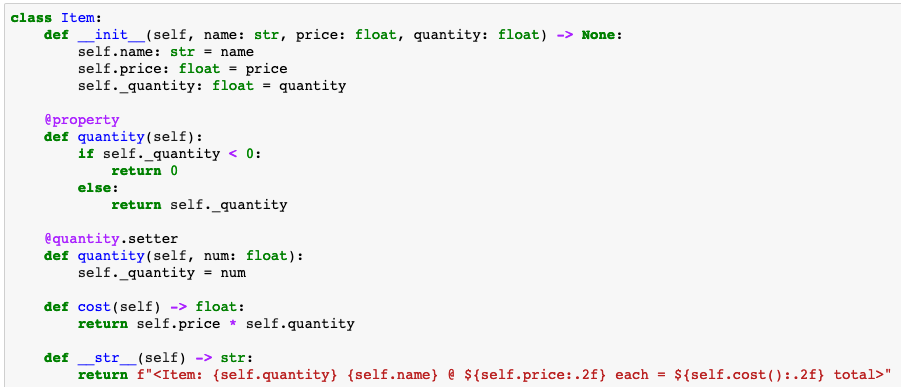 class Item:
    def __init__(self, name: str, price: float, quantity: float) -> None:
        self.name: str = name
        self.price: float = price
        self._quantity: float = quantity

    @property
    def quantity(self):
        if self._quantity < 0:
            return 0
        else:
            return self._quantity

    @quantity.setter
    def quantity(self, num: float):
        self._quantity = num

    def cost(self) -> float:
        return self.price * self.quantity

    def __str__(self) -> str:
        return f"<Item: {self.quantity} {self.name} @ ${self.price:.2f} each = ${self.cost():.2f} total>"